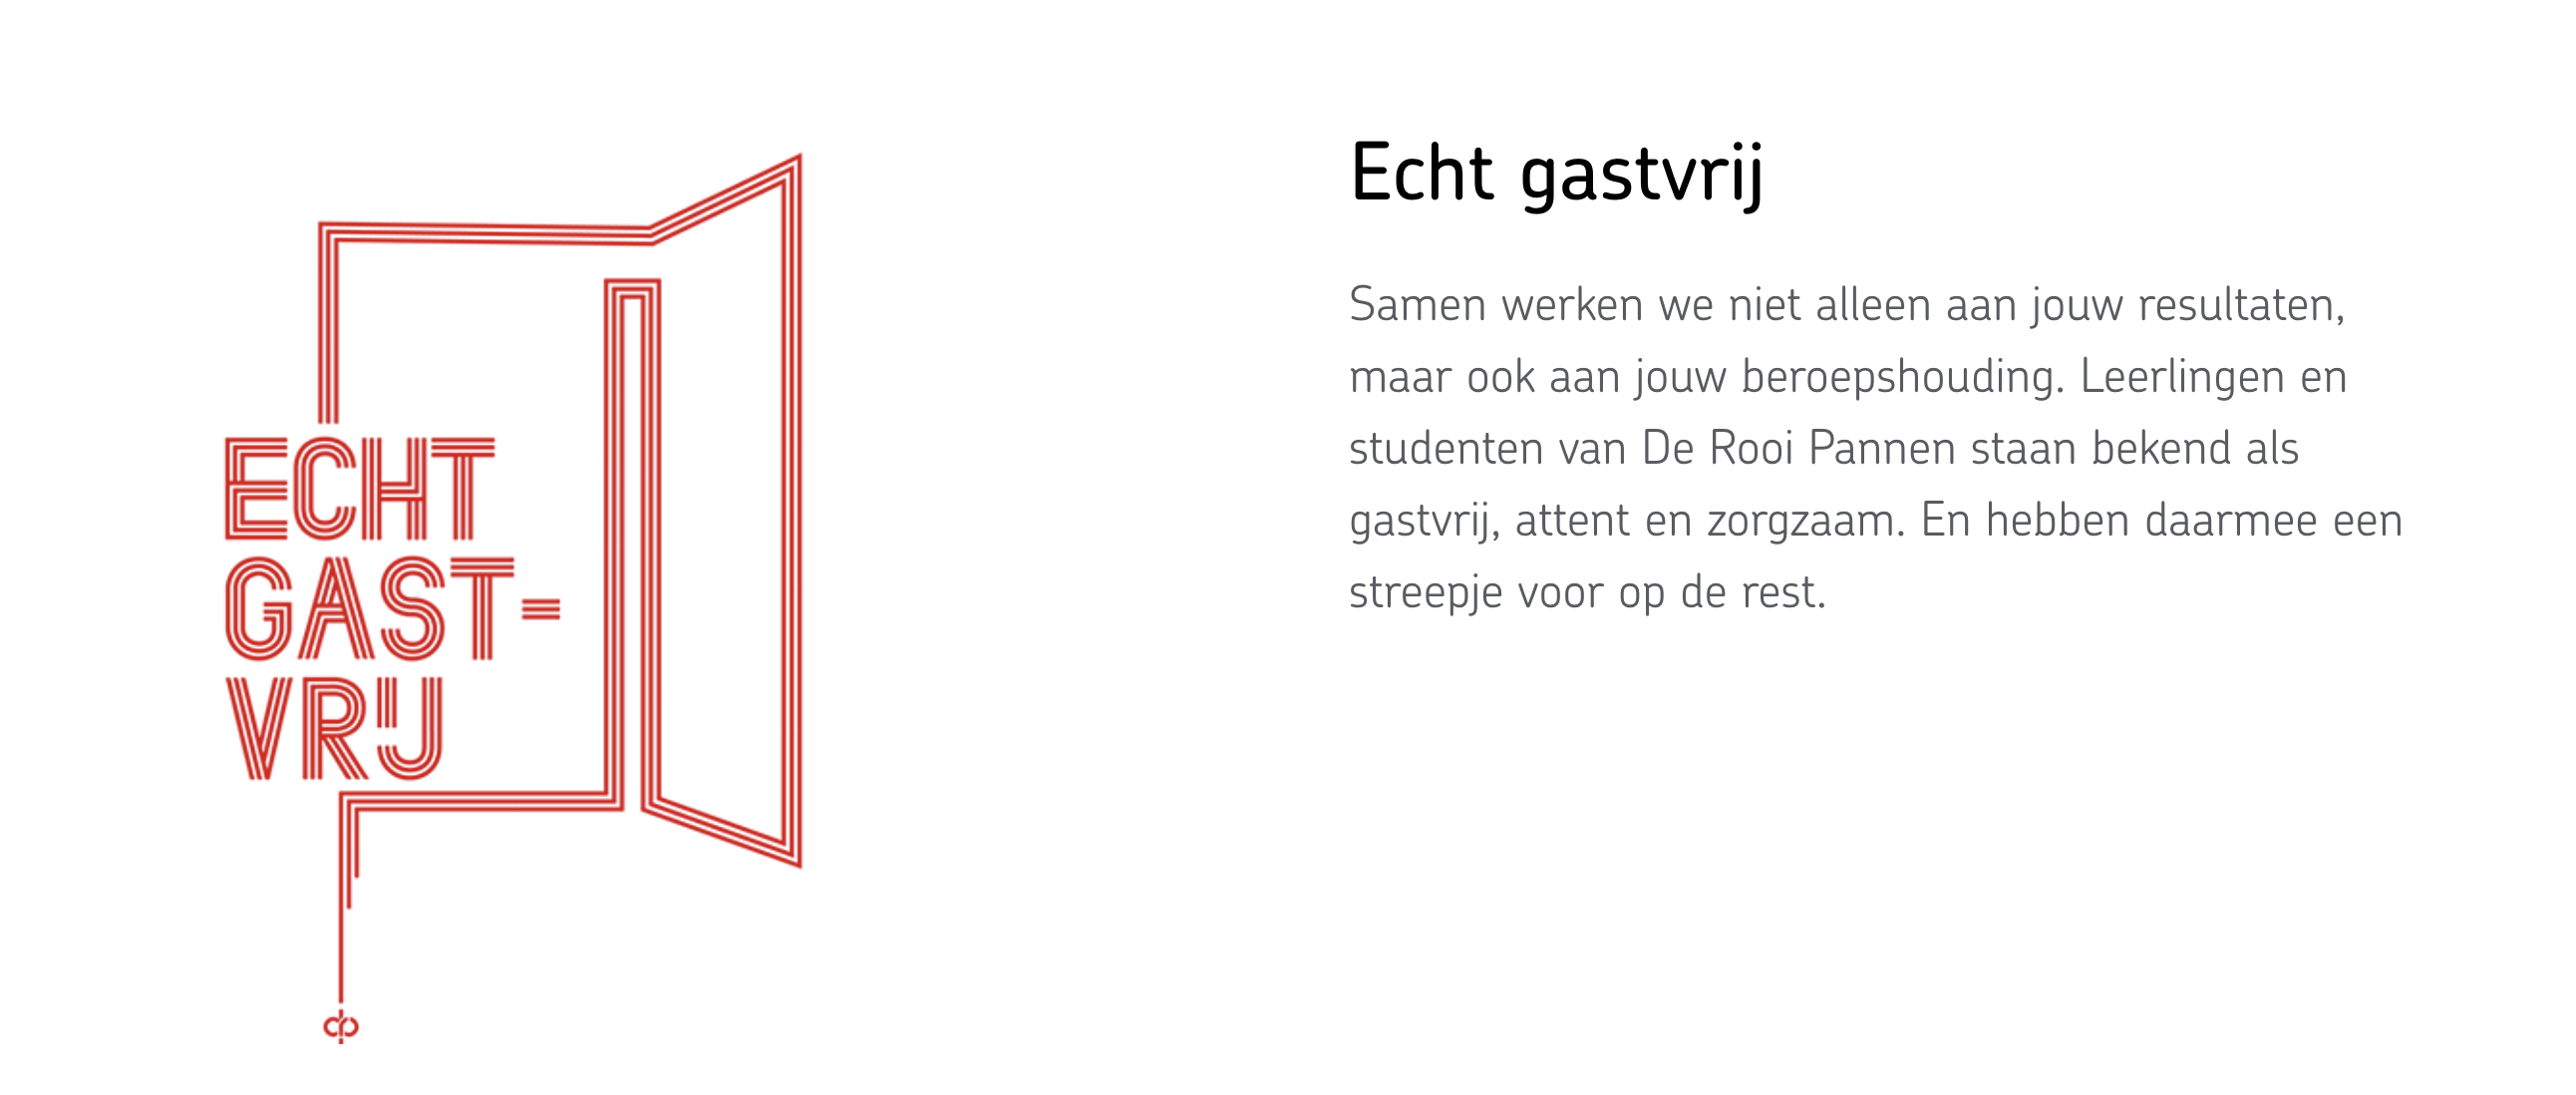 ECHT
GAST=
VRIJ
Echt gastvrij
Samen werken we niet alleen aan jouw resultaten,
maar ook aan jouw beroepshouding. Leerlingen en
studenten van De Rooi Pannen staan bekend als
gastvrij, attent en zorgzaam. En hebben daarmee een
streepje voor op de rest.